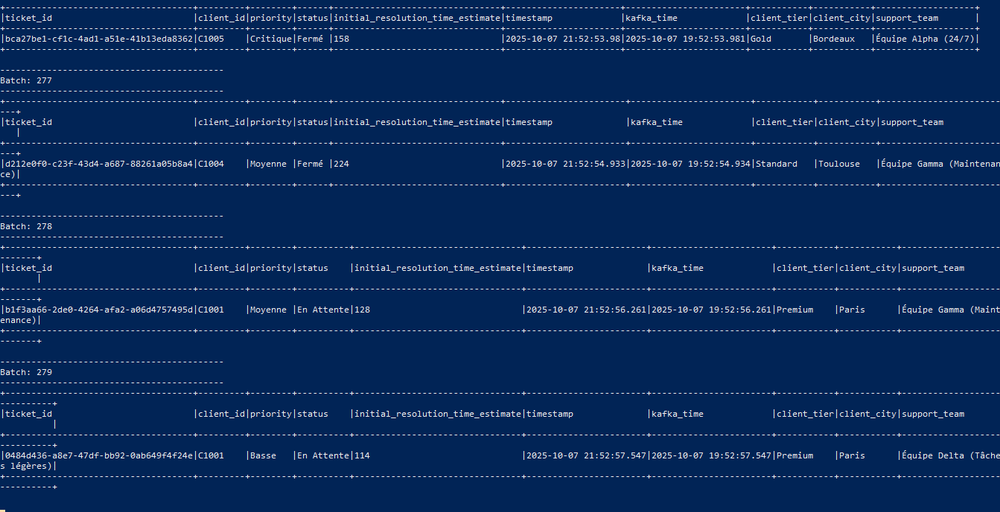 +-------------------------------------+---------+--------+------+--------------------------------+----------------------+-----------------------+-----------+-----------+-------------------+
|ticket_id                           |client_id|priority|status|initial_resolution_time_estimate|timestamp             |kafka_time             |client_tier|client_city|support_team       |
+-------------------------------------+---------+--------+------+--------------------------------+----------------------+-----------------------+-----------+-----------+-------------------+
|bca27be1-cf1c-4ad1-a51e-41b13eda8362|C1005    |Critique|Fermé |158                             |2025-10-07 21:52:53.98|2025-10-07 19:52:53.981|Gold       |Bordeaux   |Équipe Alpha (24/7)|
+-------------------------------------+---------+--------+------+--------------------------------+----------------------+-----------------------+-----------+-----------+-------------------+
-------------------------------------------
Batch: 277
-------------------------------------------
+-------------------------------------+---------+--------+------+--------------------------------+-----------------------+-----------------------+-----------+-----------+-----------------------
---+
|ticket_id                           |client_id|priority|status|initial_resolution_time_estimate|timestamp              |kafka_time             |client_tier|client_city|support_team
   |
+-------------------------------------+---------+--------+------+--------------------------------+-----------------------+-----------------------+-----------+-----------+-----------------------
---+
|d212e0f0-c23f-43d4-a687-88261a05b8a4|C1004    |Moyenne |Fermé |224                             |2025-10-07 21:52:54.933|2025-10-07 19:52:54.934|Standard   |Toulouse   |Équipe Gamma (Maintenan
ce)|
+-------------------------------------+---------+--------+------+--------------------------------+-----------------------+-----------------------+-----------+-----------+-----------------------
---+
-------------------------------------------
Batch: 278
-------------------------------------------
+-------------------------------------+---------+--------+----------+--------------------------------+-----------------------+-----------------------+-----------+-----------+-------------------
-------+
|ticket_id                           |client_id|priority|status    |initial_resolution_time_estimate|timestamp              |kafka_time             |client_tier|client_city|support_team
       |
+-------------------------------------+---------+--------+----------+--------------------------------+-----------------------+-----------------------+-----------+-----------+-------------------
-------+
|b1f3aa66-2de0-4264-afa2-a06d4757495d|C1001    |Moyenne |En Attente|128                             |2025-10-07 21:52:56.261|2025-10-07 19:52:56.261|Premium    |Paris      |Équipe Gamma (Maint
enance)|
+-------------------------------------+---------+--------+----------+--------------------------------+-----------------------+-----------------------+-----------+-----------+-------------------
-------+
-------------------------------------------
Batch: 279
-------------------------------------------
+-------------------------------------+---------+--------+----------+--------------------------------+-----------------------+-----------------------+-----------+-----------+-------------------
----------+
|ticket_id                           |client_id|priority|status    |initial_resolution_time_estimate|timestamp              |kafka_time             |client_tier|client_city|support_team
          |
+-------------------------------------+---------+--------+----------+--------------------------------+-----------------------+-----------------------+-----------+-----------+-------------------
----------+
|0484d436-a8e7-47df-bb92-0ab649f4f24e|C1001    |Basse   |En Attente|114                             |2025-10-07 21:52:57.547|2025-10-07 19:52:57.547|Premium    |Paris      |Équipe Delta (Tâche
s légères)|
+-------------------------------------+---------+--------+----------+--------------------------------+-----------------------+-----------------------+-----------+-----------+-------------------
----------+